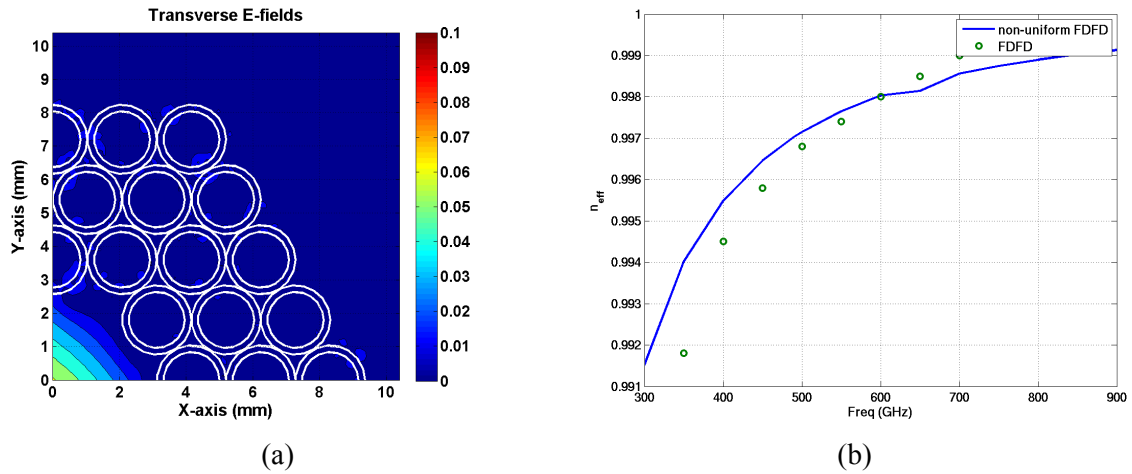 Transverse E-fields
10
9
8
7
6
5
4
3
2
1
0
Y-axis (mm)
0 2 4 6 8 10
X-axis (mm)
0.1
0.09
0.08
0.07
0.06
0.05
0.04
0.03
0.02
0.01
0
(a)
1
0.999
0.998
0.997
0.996
0.995
0.994
0.993
0.992
0.991
n_eff
non-uniform FDFD
FDFD
300 400 500 600 700 800 900
Freq (GHz)
(b)